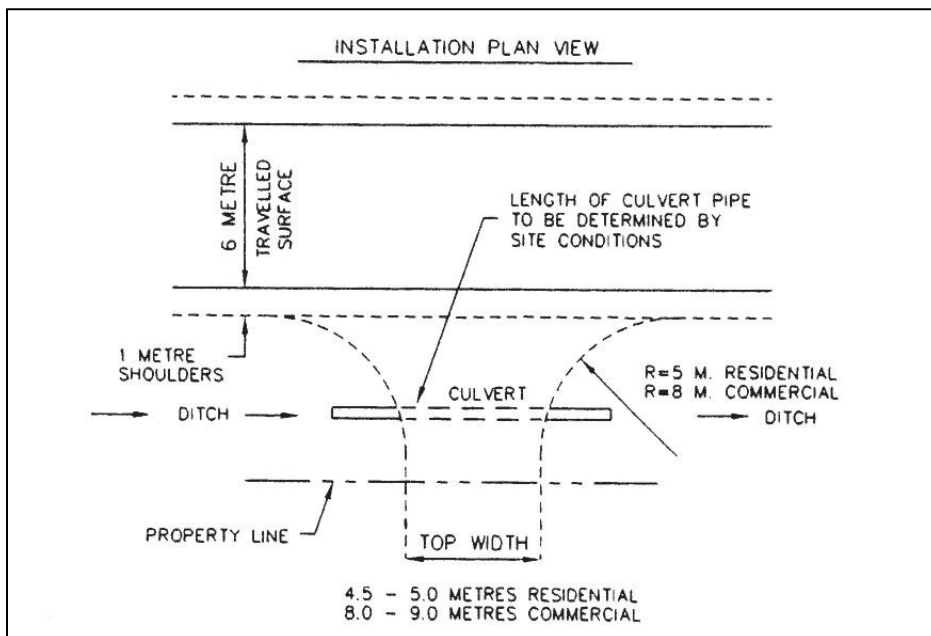 INSTALLATION PLAN VIEW
6 METRE
TRAVELLED
SURFACE
LENGTH OF CULVERT PIPE
TO BE DETERMINED BY
SITE CONDITIONS
1 METRE
SHOULDERS
R=5 M. RESIDENTIAL
R=8 M. COMMERCIAL
CULVERT
DITCH
DITCH
PROPERTY LINE
TOP WIDTH
4.5 - 5.0 METRES RESIDENTIAL
8.0 - 9.0 METRES COMMERCIAL